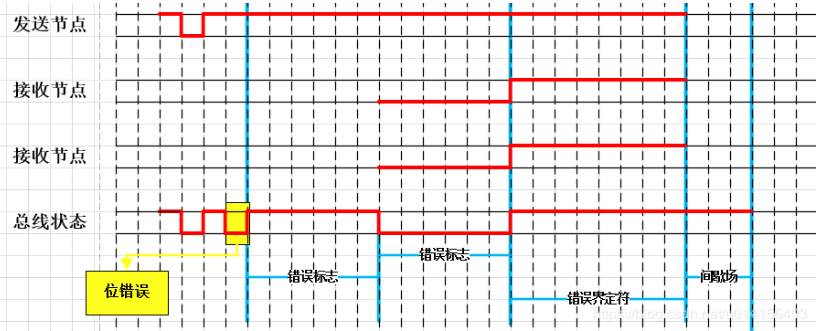 发送节点
接收节点
接收节点
总线状态
错误标志
错误标志
间歇场
位错误
错误界定符
https://blog.csdn.net/u014156403